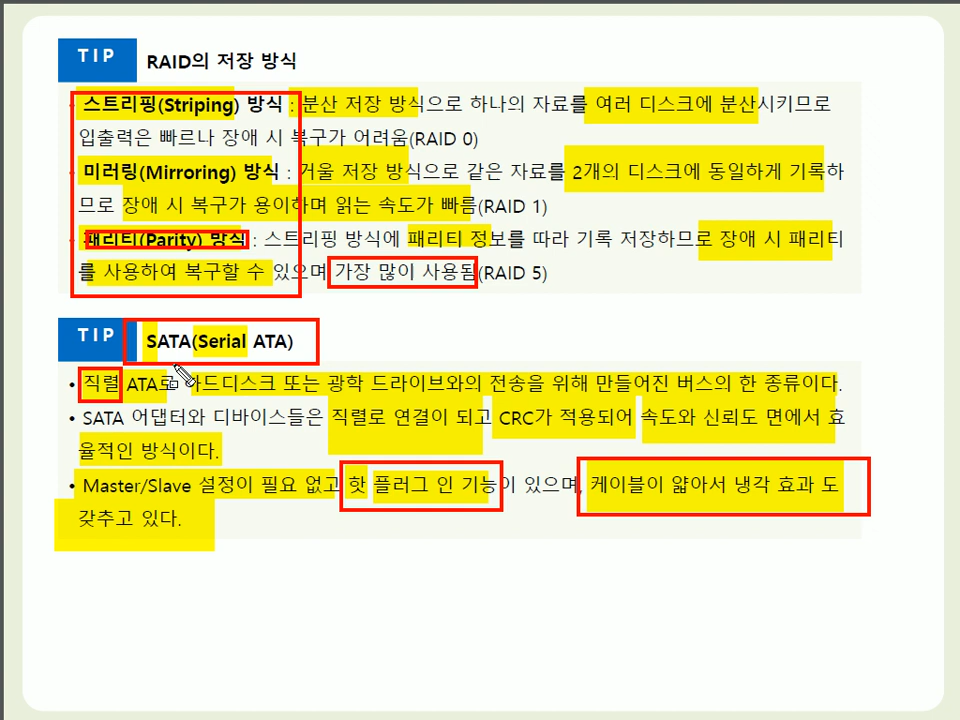 TIP RAID의 저장 방식
• 스트리핑(Striping) 방식 : 분산 저장 방식으로 하나의 자료를 여러 디스크에 분산시키므로
입출력은 빠르나 장애 시 복구가 어려움(RAID 0)
• 미러링(Mirroring) 방식 : 거울 저장 방식으로 같은 자료를 2개의 디스크에 동일하게 기록하
므로 장애 시 복구가 용이하며 읽는 속도가 빠름(RAID 1)
• 패리티(Parity) 방식 : 스트리핑 방식에 패리티 정보를 따라 기록 저장하므로 장애 시 패리티
를 사용하여 복구할 수 있으며 가장 많이 사용됨(RAID 5)
TIP SATA(Serial ATA)
• 직렬 ATA로 하드디스크 또는 광학 드라이브와의 전송을 위해 만들어진 버스의 한 종류이다.
• SATA 어댑터와 디바이스들은 직렬로 연결이 되고 CRC가 적용되어 속도와 신뢰도 면에서 효
율적인 방식이다.
• Master/Slave 설정이 필요 없고 핫 플러그 인 기능이 있으며, 케이블이 얇아서 냉각 효과 도
갖추고 있다.